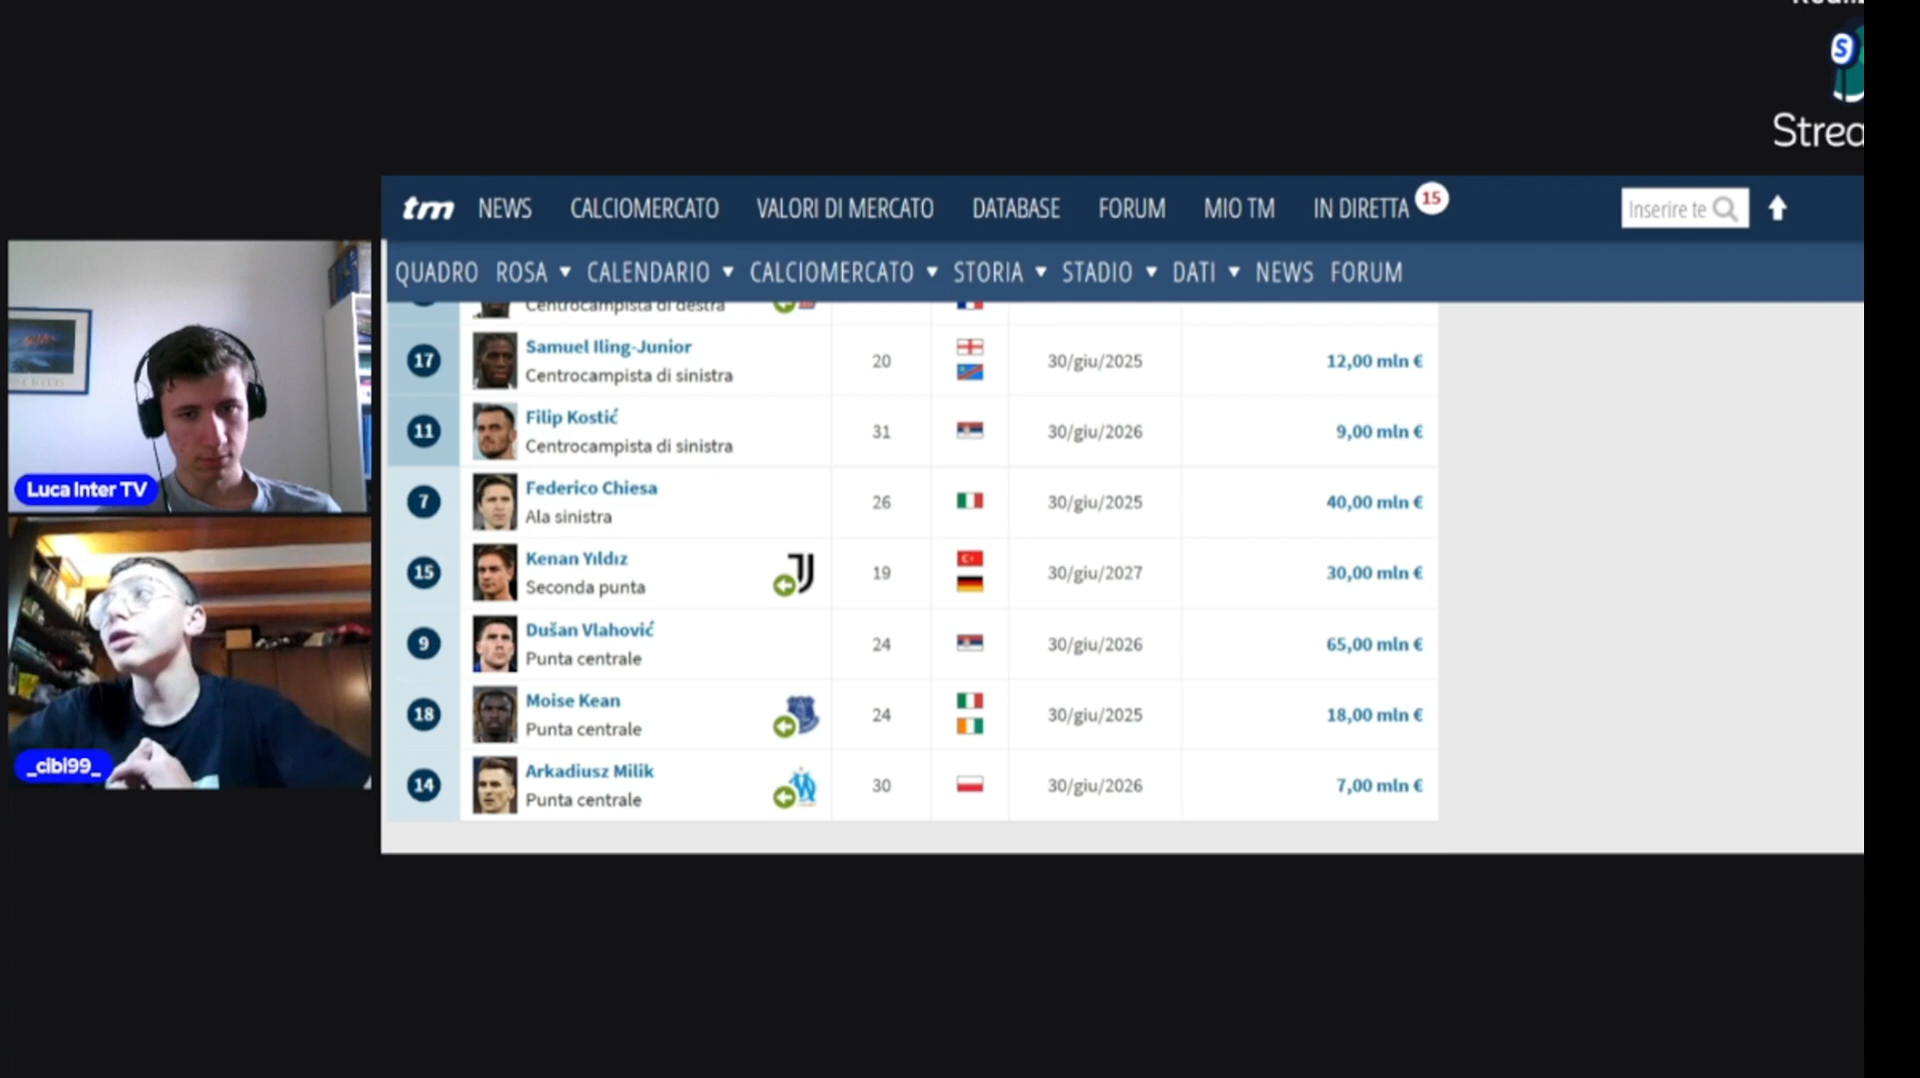 Strea
tm NEWS CALCIOMERCATO VALORI DI MERCATO DATABASE FORUM MIO TM IN DIRETTA 15 Inserire te
QUADRO ROSA CALENDARIO CALCIOMERCATO STORIA STADIO DATI NEWS FORUM
Centrocampista di destra
17 Samuel Iling-Junior 20 30/giu/2025 12,00 mln €
Centrocampista di sinistra
11 Filip Kostić 31 30/giu/2026 9,00 mln €
Centrocampista di sinistra
7 Federico Chiesa 26 30/giu/2025 40,00 mln €
Ala sinistra
15 Kenan Yıldız 19 30/giu/2027 30,00 mln €
Seconda punta
9 Dušan Vlahović 24 30/giu/2026 65,00 mln €
Punta centrale
18 Moise Kean 24 30/giu/2025 18,00 mln €
Punta centrale
14 Arkadiusz Milik 30 30/giu/2026 7,00 mln €
Punta centrale
Luca Inter TV
_cibi99_